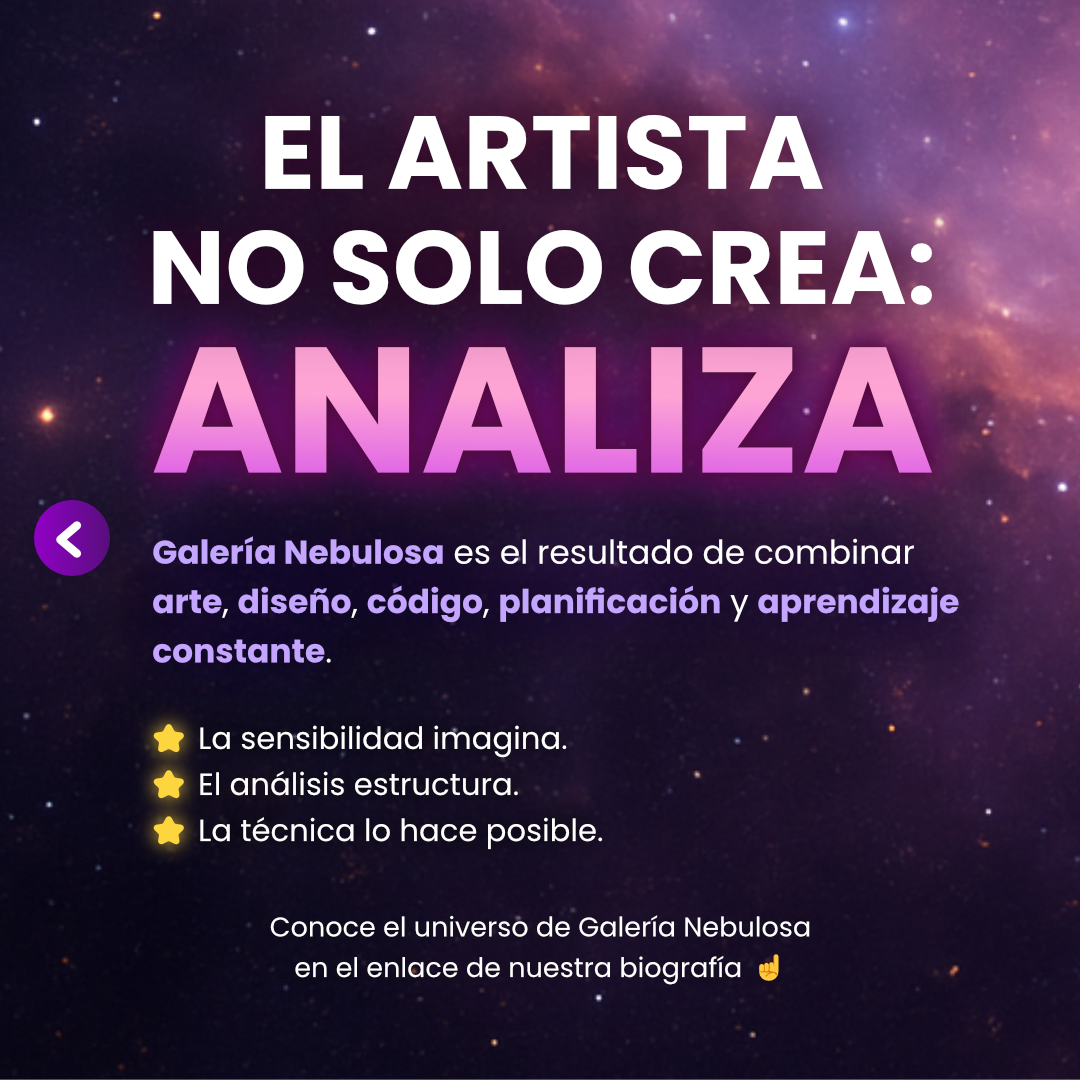 EL ARTISTA
NO SOLO CREA:
ANALIZA
Galería Nebulosa es el resultado de combinar
arte, diseño, código, planificación y aprendizaje
constante.
La sensibilidad imagina.
El análisis estructura.
La técnica lo hace posible.
Conoce el universo de Galería Nebulosa
en el enlace de nuestra biografía ☝️